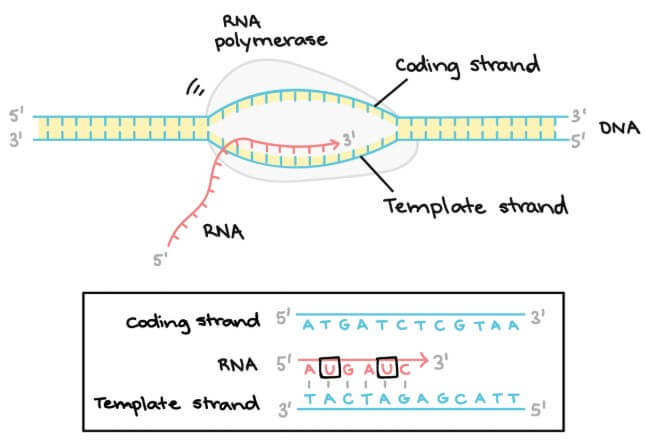 RNA
polymerase
Coding strand
5' 3'
3' 5'
DNA
3'
Template strand
RNA
5'
Coding strand 5' ATGATCTCGTAA 3'
RNA 5' AUGAUC 3'
Template strand 3' TACTAGAGCATT 5'